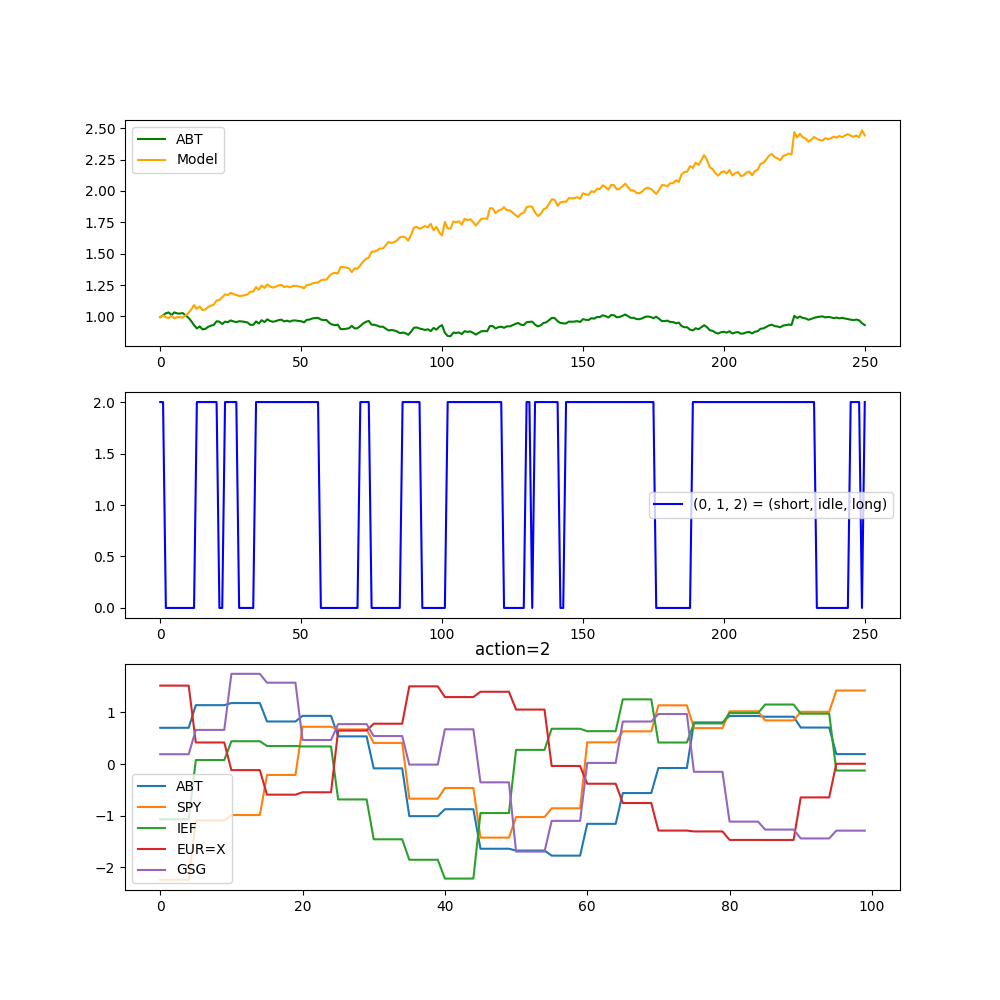 2.50
2.25
2.00
1.75
1.50
1.25
1.00
ABT
Model
0 50 100 150 200 250
2.0
1.5
1.0
0.5
0.0
(0, 1, 2) = (short, idle, long)
0 50 100 150 200 250
action=2
1
0
−1
−2
ABT
SPY
IEF
EUR=X
GSG
0 20 40 60 80 100